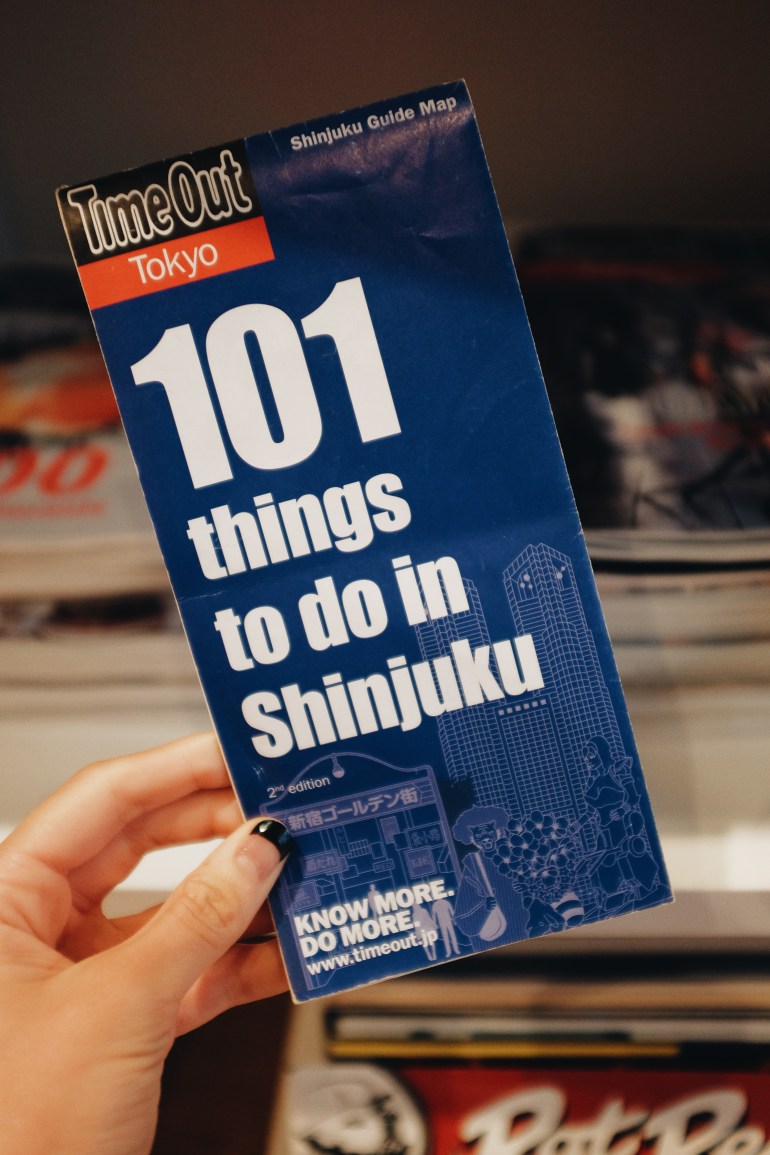 Shinjuku Guide Map
Time Out
Tokyo
101
things
to do in
Shinjuku
2nd edition
新宿ゴールデン街
KNOW MORE.
DO MORE.
www.timeout.jp